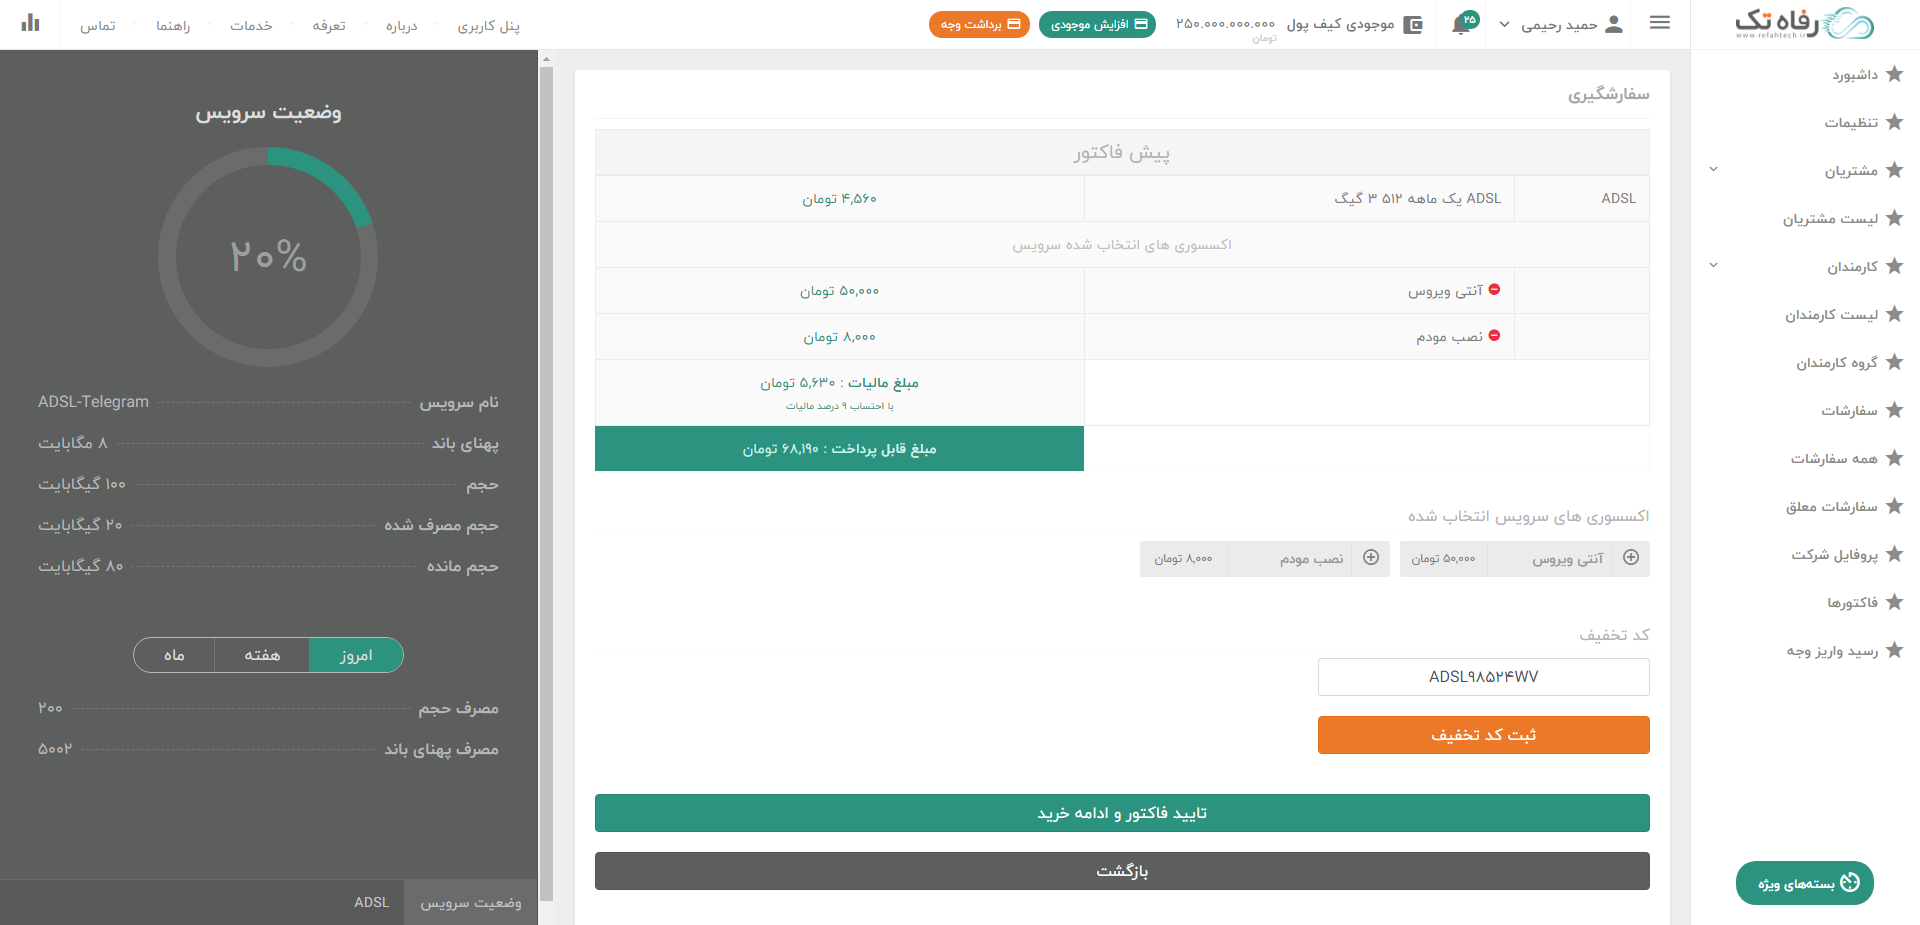 رفاه تک
www.refahtech.ir
حمید رحیمی
۲۵
موجودی کیف پول ۲۵۰.۰۰۰.۰۰۰.۰۰۰
تومان
افزایش موجودی
برداشت وجه
پنل کاربری
درباره
تعرفه
خدمات
راهنما
تماس
داشبورد
تنظیمات
مشتریان
لیست مشتریان
کارمندان
لیست کارمندان
گروه کارمندان
سفارشات
همه سفارشات
سفارشات معلق
پروفایل شرکت
فاکتورها
رسید واریز وجه
بسته‌های ویژه
سفارشگیری
پیش فاکتور
ADSL
ADSL یک ماهه ۵۱۲ ۳ گیگ
۴,۵۶۰ تومان
اکسسوری های انتخاب شده سرویس
آنتی ویروس
۵۰,۰۰۰ تومان
نصب مودم
۸,۰۰۰ تومان
مبلغ مالیات : ۵,۶۳۰ تومان
با احتساب ۹ درصد مالیات
مبلغ قابل پرداخت : ۶۸,۱۹۰ تومان
اکسسوری های سرویس انتخاب شده
آنتی ویروس
۵۰,۰۰۰ تومان
نصب مودم
۸,۰۰۰ تومان
کد تخفیف
ADSL۹۸۵۲۴WV
ثبت کد تخفیف
تایید فاکتور و ادامه خرید
بازگشت
وضعیت سرویس
۲۰%
نام سرویس ADSL-Telegram
پهنای باند ۸ مگابایت
حجم ۱۰۰ گیگابایت
حجم مصرف شده ۲۰ گیگابایت
حجم مانده ۸۰ گیگابایت
امروز
هفته
ماه
مصرف حجم ۲۰۰
مصرف پهنای باند ۵۰۰۲
وضعیت سرویس
ADSL